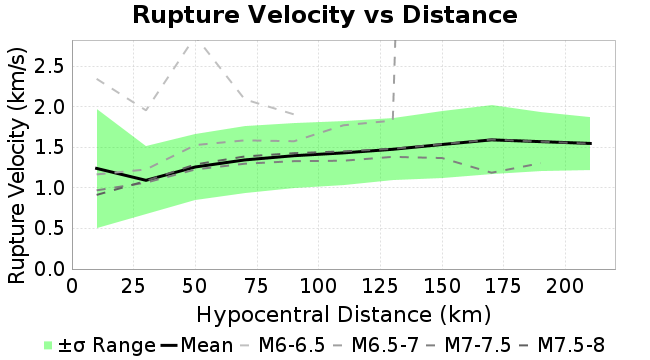 Rupture Velocity vs Distance
Rupture Velocity (km/s)
2.5
2.0
1.5
1.0
0.5
0.0
0 25 50 75 100 125 150 175 200
Hypocentral Distance (km)
±σ Range Mean M6-6.5 M6.5-7 M7-7.5 M7.5-8